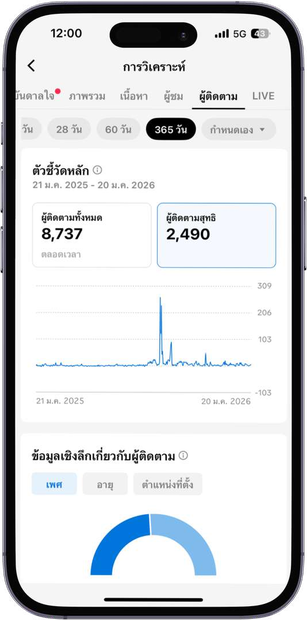 12:00
5G 43
การวิเคราะห์
บันดาลใจ ภาพรวม เนื้อหา ผู้ชม ผู้ติดตาม LIVE
วัน 28 วัน 60 วัน 365 วัน กำหนดเอง
ตัวชี้วัดหลัก
21 ม.ค. 2025 - 20 ม.ค. 2026
ผู้ติดตามทั้งหมด ผู้ติดตามสุทธิ
8,737 2,490
ตลอดเวลา
309
206
103
-103
21 ม.ค. 2025 20 ม.ค. 2026
ข้อมูลเชิงลึกเกี่ยวกับผู้ติดตาม
เพศ อายุ ตำแหน่งที่ตั้ง